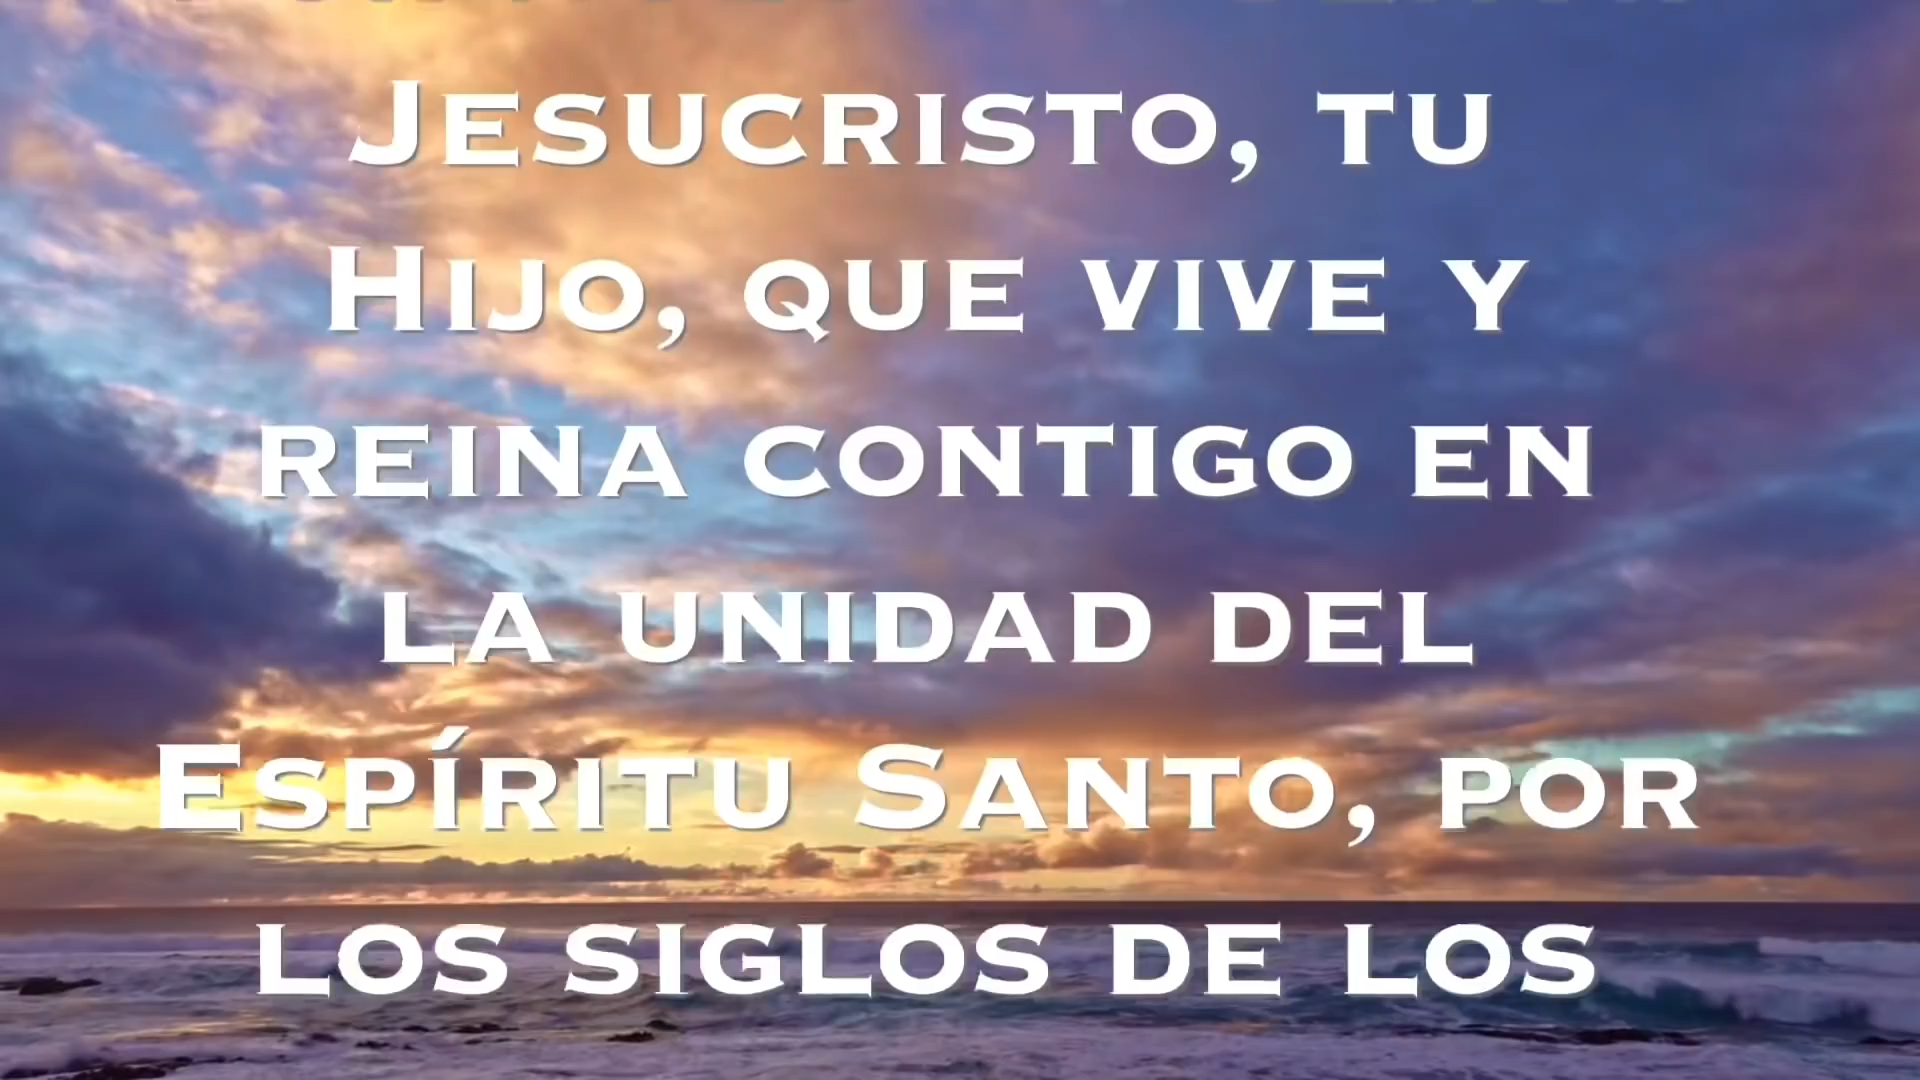 Jesucristo, tu
Hijo, que vive y
reina contigo en
la unidad del
Espíritu Santo, por
los siglos de los